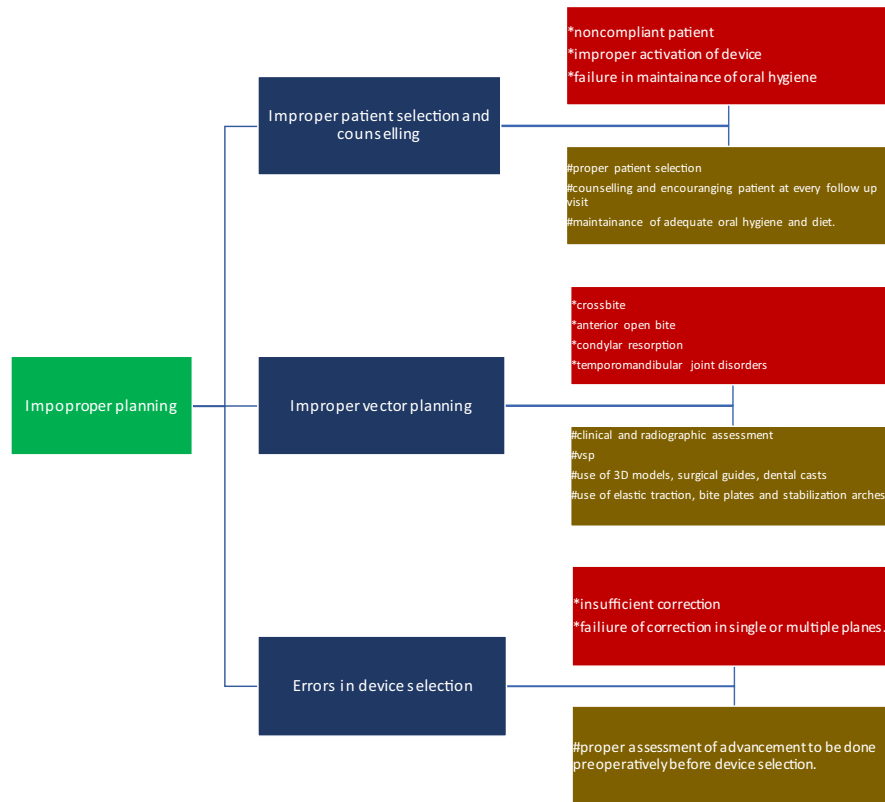 *noncompliant patient
*improper activation of device
*failure in maintainance of oral hygiene
Improper patient selection and
counselling
#proper patient selection
#counselling and encouranging patient at every follow up
visit
#maintainance of adequate oral hygiene and diet.
*crossbite
*anterior open bite
*condylar resorption
*temporomandibular joint disorders
Impoproper planning
Improper vector planning
#clinical and radiographic assessment
#vsp
#use of 3D models, surgical guides, dental casts
#use of elastic traction, bite plates and stabilization arches
*insufficient correction
*failiure of correction in single or multiple planes.
Errors in device selection
#proper assessment of advancement to be done
preoperatively before device selection.